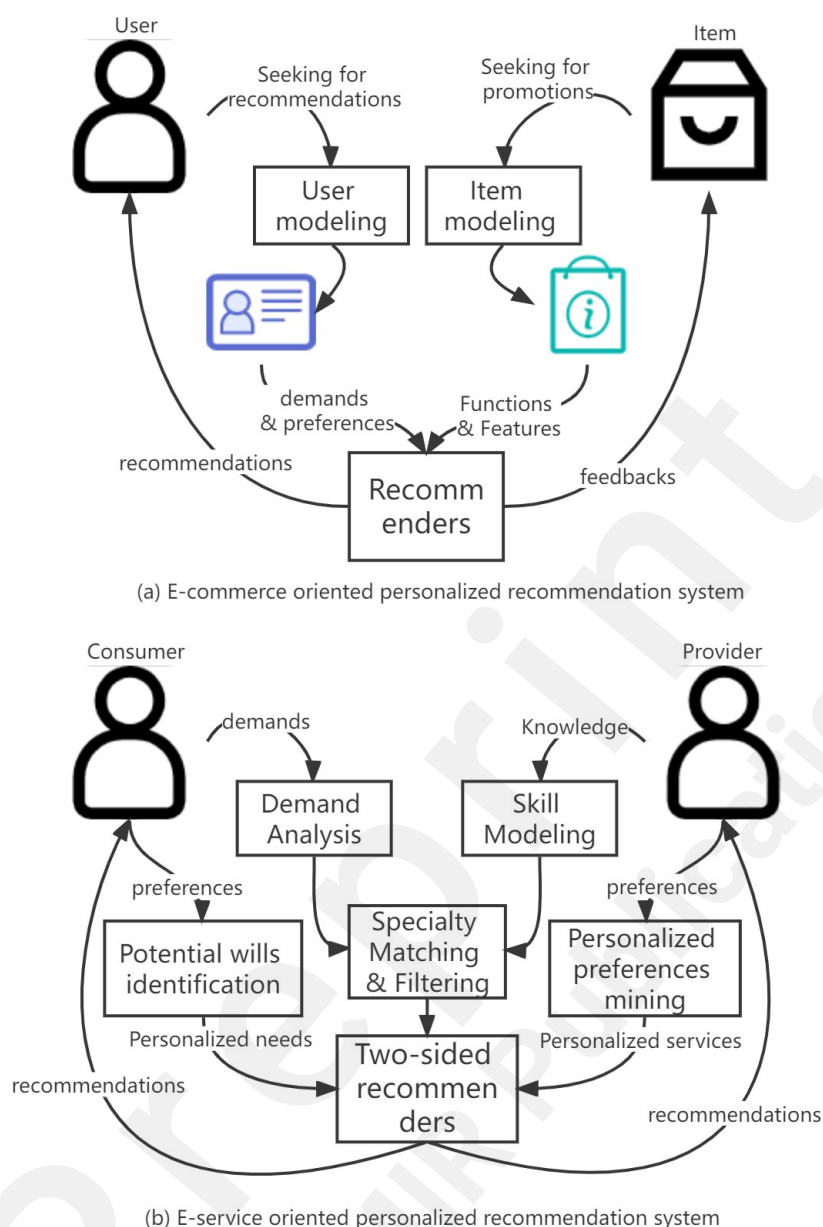 User
Item
Seeking for
recommendations
Seeking for
promotions
User
modeling
Item
modeling
i
demands
& preferences
Functions
& Features
recommendations
feedbacks
Recomm
enders
(a) E-commerce oriented personalized recommendation system
Consumer
Provider
demands
Knowledge
Demand
Analysis
Skill
Modeling
preferences
preferences
Specialty
Matching
& Filtering
Potential wills
identification
Personalized
preferences
mining
Personalized needs
Personalized services
Two-sided
recommen
ders
recommendations
recommendations
(b) E-service oriented personalized recommendation system
Preprint